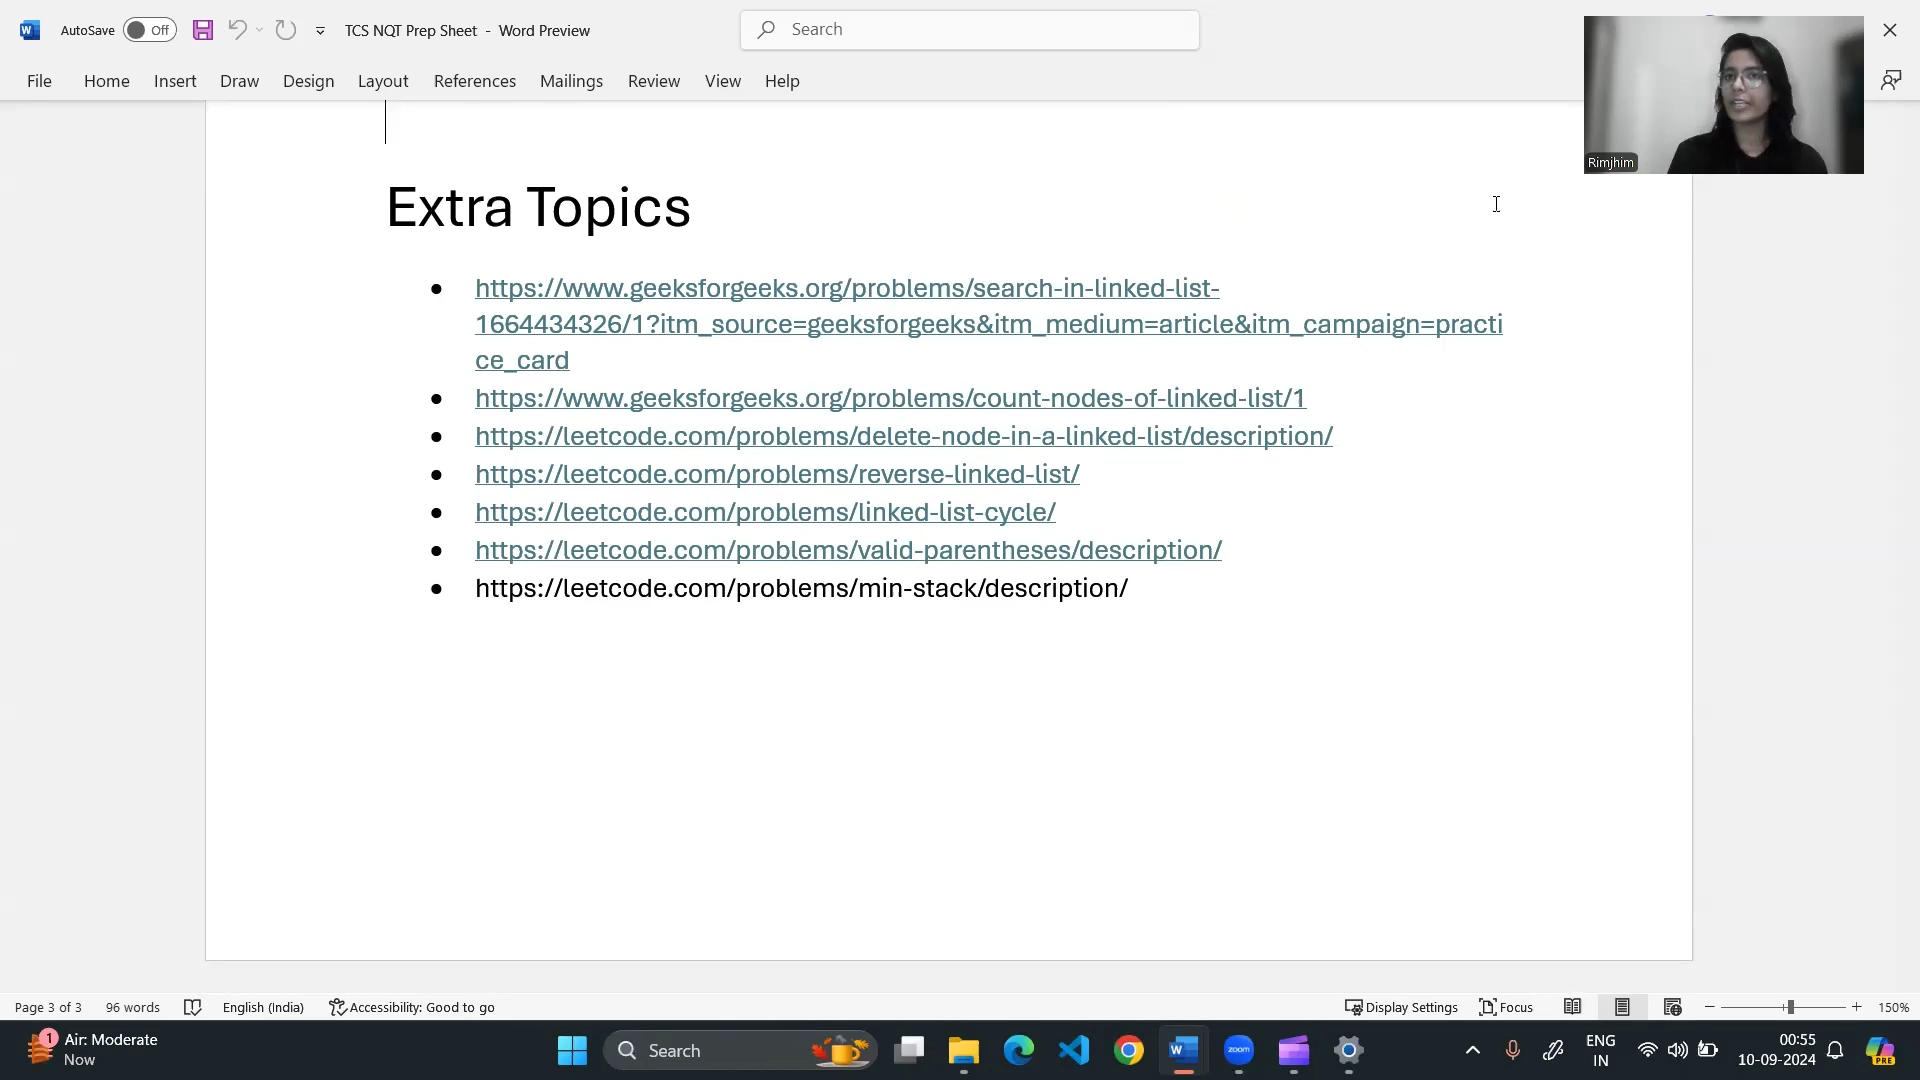 AutoSave Off TCS NQT Prep Sheet - Word Preview Search
File Home Insert Draw Design Layout References Mailings Review View Help
Rimjhim
Extra Topics
• https://www.geeksforgeeks.org/problems/search-in-linked-list-
1664434326/1?itm_source=geeksforgeeks&itm_medium=article&itm_campaign=practi
ce_card
• https://www.geeksforgeeks.org/problems/count-nodes-of-linked-list/1
• https://leetcode.com/problems/delete-node-in-a-linked-list/description/
• https://leetcode.com/problems/reverse-linked-list/
• https://leetcode.com/problems/linked-list-cycle/
• https://leetcode.com/problems/valid-parentheses/description/
• https://leetcode.com/problems/min-stack/description/
Page 3 of 3 96 words English (India) Accessibility: Good to go Display Settings Focus 150%
1 Air: Moderate
Now
Search
zoom
ENG
IN
00:55
10-09-2024
PRE